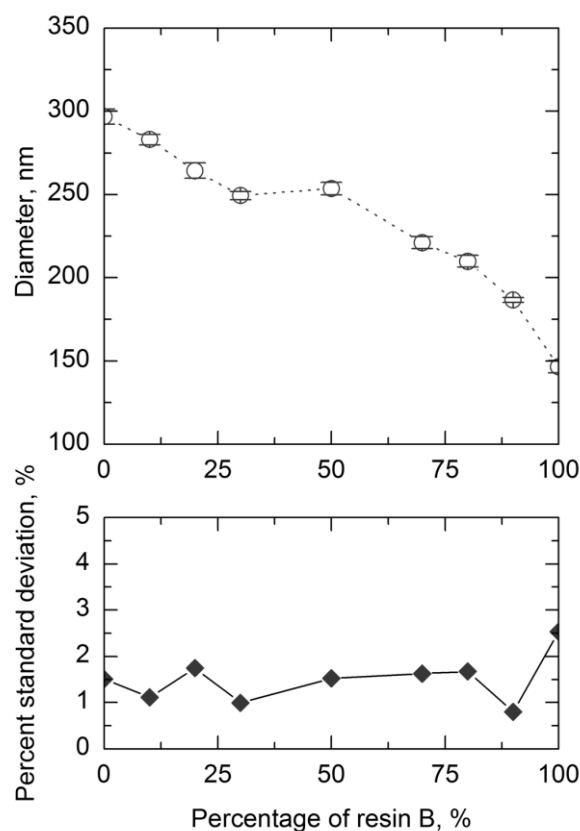 350
300
250
200
150
100
Diameter, nm
0 25 50 75 100
5
4
3
2
1
0
Percent standard deviation, %
0 25 50 75 100
Percentage of resin B, %